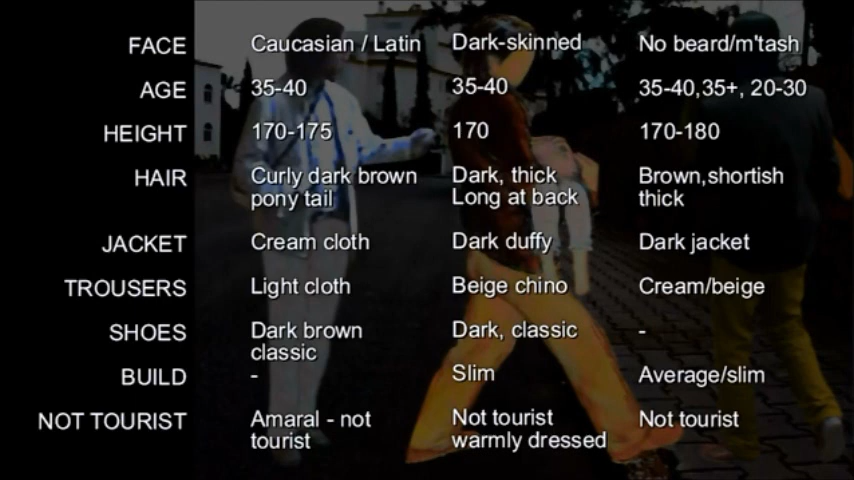 FACE Caucasian / Latin Dark-skinned No beard/m'tash
AGE 35-40 35-40 35-40,35+, 20-30
HEIGHT 170-175 170 170-180
HAIR Curly dark brown Dark, thick Brown,shortish
pony tail Long at back thick
JACKET Cream cloth Dark duffy Dark jacket
TROUSERS Light cloth Beige chino Cream/beige
SHOES Dark brown Dark, classic -
classic
BUILD - Slim Average/slim
NOT TOURIST Amaral - not Not tourist Not tourist
tourist warmly dressed